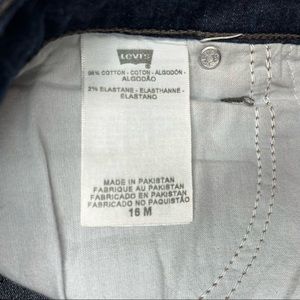 Levi's
98% COTTON - COTON - ALGODÓN -
ALGODÃO
2% ELASTANE - ELASTHANNE -
ELASTANO
MADE IN PAKISTAN
FABRIQUE AU PAKISTAN
FABRICADO EN PAKISTAN
FABRICADO NO PAQUISTÃO
16 M